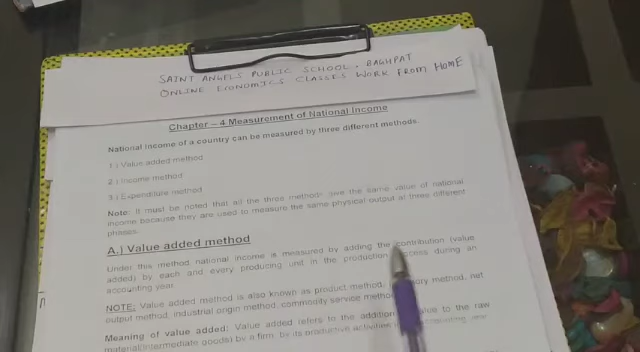 SAINT ANGELS PUBLIC SCHOOL, BAGHPAT
ONLINE ECONOMICS CLASSES WORK FROM HOME
Chapter – 4 Measurement of National Income
National Income of a country can be measured by three different methods.
1.) Value added method
2.) Income method
3.) Expenditure method
Note: It must be noted that all the three methods give the same value of national
income because they are used to measure the same physical output at three different
phases.
A.) Value added method
Under this method national income is measured by adding the contribution (value
added) by each and every producing unit in the production process during an
accounting year.
NOTE: Value added method is also known as product method, method, net
output method, industrial origin method, commodity service method
Meaning of value added: Value added refers to the addition value to the raw
material(intermediate goods) by a firm, by its productive activities